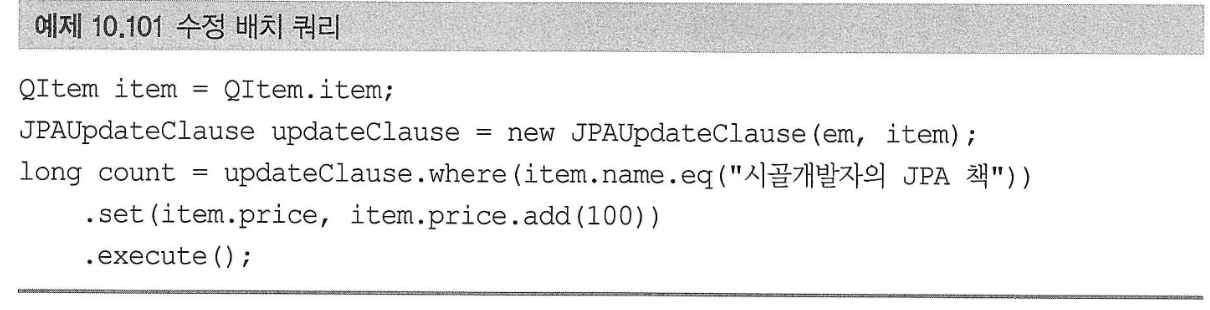 예제 10.101 수정 배치 쿼리
QItem item = QItem.item;
JPAUpdateClause updateClause = new JPAUpdateClause(em, item);
long count = updateClause.where(item.name.eq("시골개발자의 JPA 책"))
.set(item.price, item.price.add(100))
.execute();